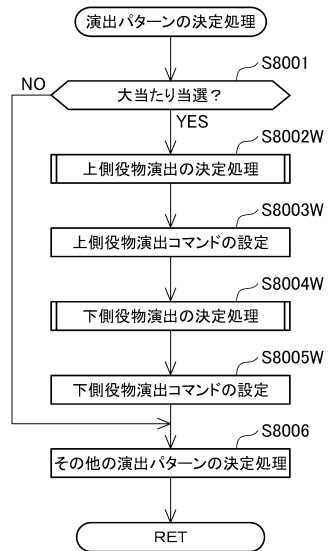 演出パターンの決定処理
S8001
NO
大当たり当選？
YES
S8002W
上側役物演出の決定処理
S8003W
上側役物演出コマンドの設定
S8004W
下側役物演出の決定処理
S8005W
下側役物演出コマンドの設定
S8006
その他の演出パターンの決定処理
RET